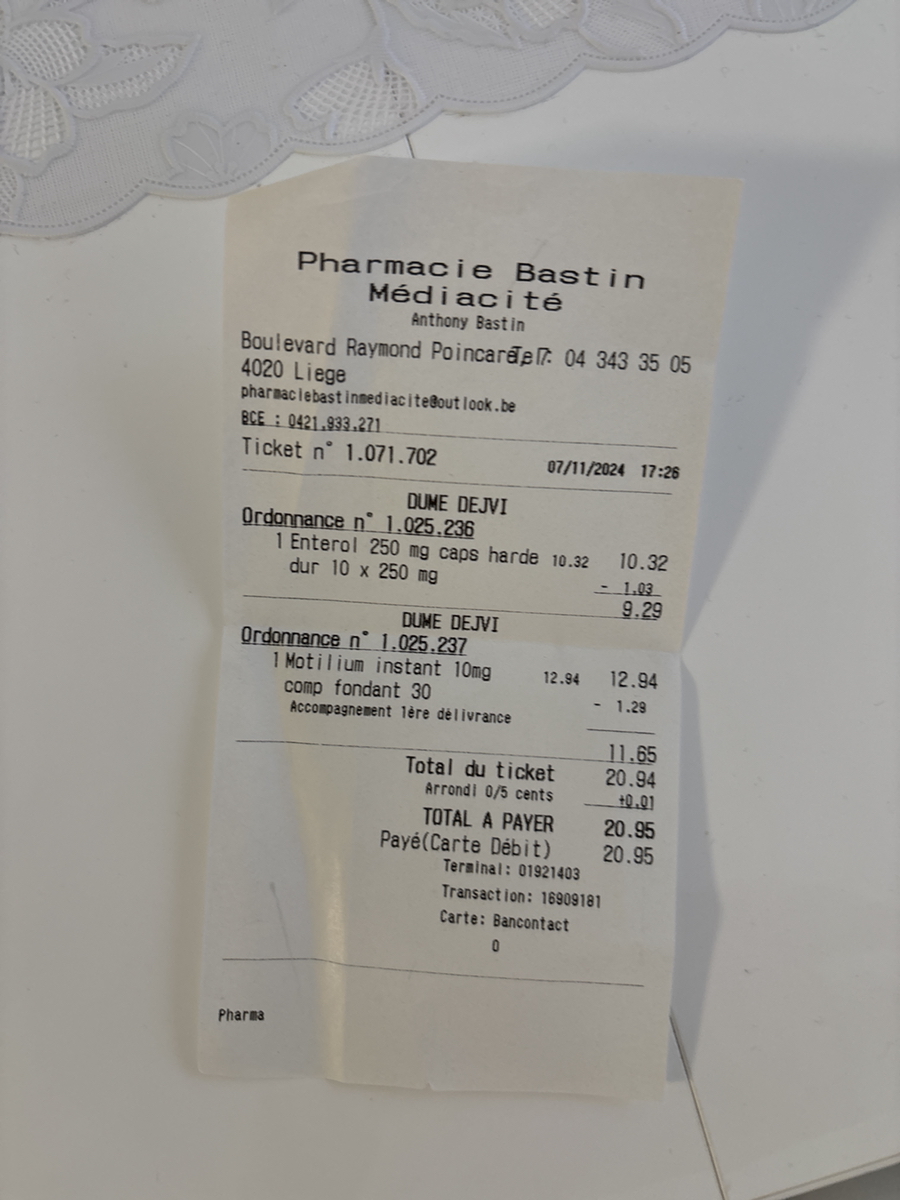 Pharmacie Bastin
Médiacité
Anthony Bastin
Boulevard Raymond Poincaré, 7 Tel : 04 343 35 05
4020 Liege
pharmaciebastinmediacite@outlook.be
BCE : 0421.933.271
Ticket n° 1.071.702 07/11/2024 17:26
DUME DEJVI
Ordonnance n° 1.025.236
1 Enterol 250 mg caps harde 10.32 10.32
dur 10 x 250 mg - 1.03
9.29
DUME DEJVI
Ordonnance n° 1.025.237
1 Motilium instant 10mg 12.94 12.94
comp fondant 30 - 1.29
Accompagnement 1ère délivrance
11.65
Total du ticket 20.94
Arrondi 0/5 cents +0.01
TOTAL A PAYER 20.95
Payé(Carte Débit) 20.95
Terminal: 01921403
Transaction: 16909181
Carte: Bancontact
0
Pharma